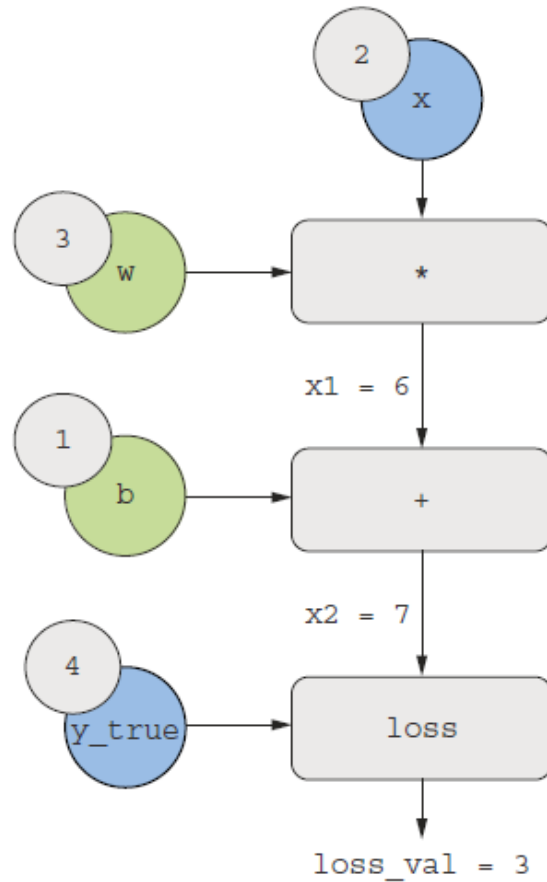 2
x
3
w
*
x1 = 6
1
b
+
x2 = 7
4
y_true
loss
loss_val = 3